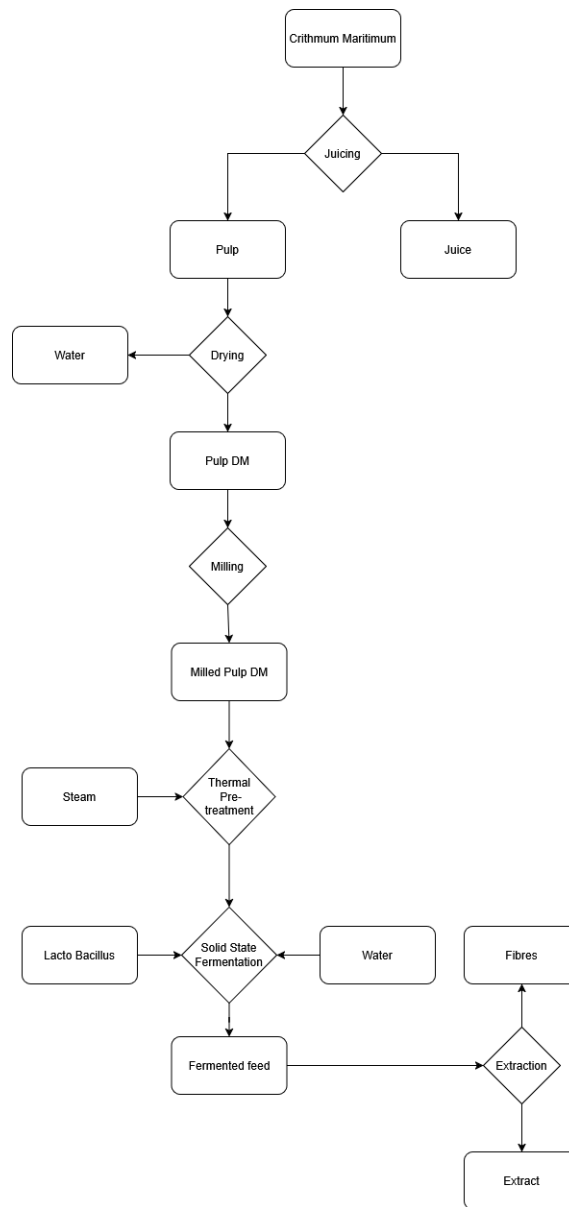 Crithmum Maritimum
Juicing
Pulp
Juice
Water
Drying
Pulp DM
Milling
Milled Pulp DM
Steam
Thermal
Pre-
treatment
Lacto Bacillus
Solid State
Fermentation
Water
Fibres
Fermented feed
Extraction
Extract